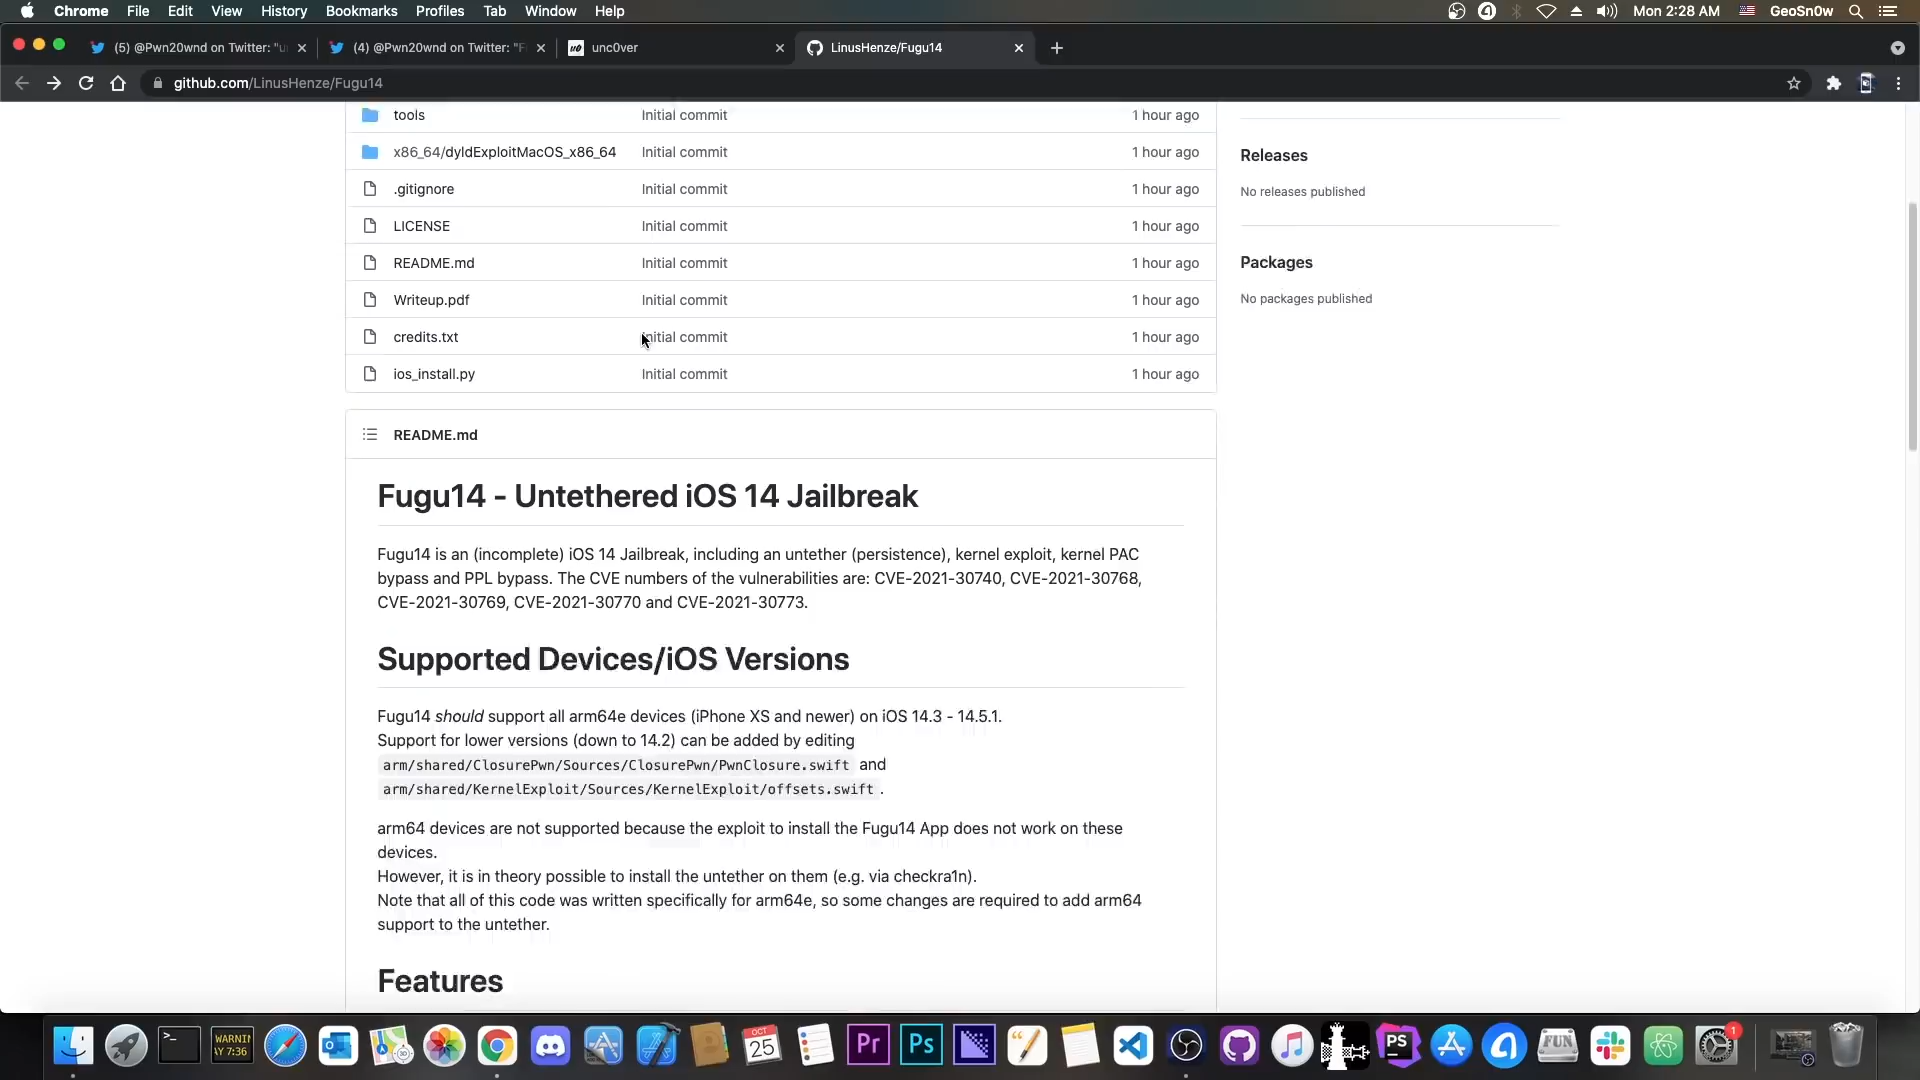 Chrome File Edit View History Bookmarks Profiles Tab Window Help Mon 2:28 AM GeoSn0w
(5) @Pwn20wnd on Twitter: "u
(4) @Pwn20wnd on Twitter: "F
unc0ver
LinusHenze/Fugu14
github.com/LinusHenze/Fugu14
tools Initial commit 1 hour ago
x86_64/dyldExploitMacOS_x86_64 Initial commit 1 hour ago
.gitignore Initial commit 1 hour ago
LICENSE Initial commit 1 hour ago
README.md Initial commit 1 hour ago
Writeup.pdf Initial commit 1 hour ago
credits.txt Initial commit 1 hour ago
ios_install.py Initial commit 1 hour ago
Releases
No releases published
Packages
No packages published
README.md
Fugu14 - Untethered iOS 14 Jailbreak
Fugu14 is an (incomplete) iOS 14 Jailbreak, including an untether (persistence), kernel exploit, kernel PAC
bypass and PPL bypass. The CVE numbers of the vulnerabilities are: CVE-2021-30740, CVE-2021-30768,
CVE-2021-30769, CVE-2021-30770 and CVE-2021-30773.
Supported Devices/iOS Versions
Fugu14 should support all arm64e devices (iPhone XS and newer) on iOS 14.3 - 14.5.1.
Support for lower versions (down to 14.2) can be added by editing
arm/shared/ClosurePwn/Sources/ClosurePwn/PwnClosure.swift and
arm/shared/KernelExploit/Sources/KernelExploit/offsets.swift .
arm64 devices are not supported because the exploit to install the Fugu14 App does not work on these
devices.
However, it is in theory possible to install the untether on them (e.g. via checkra1n).
Note that all of this code was written specifically for arm64e, so some changes are required to add arm64
support to the untether.
Features
WARNIN
Y 7:36
OCT
25
Pr
Ps
PS
FUN
1